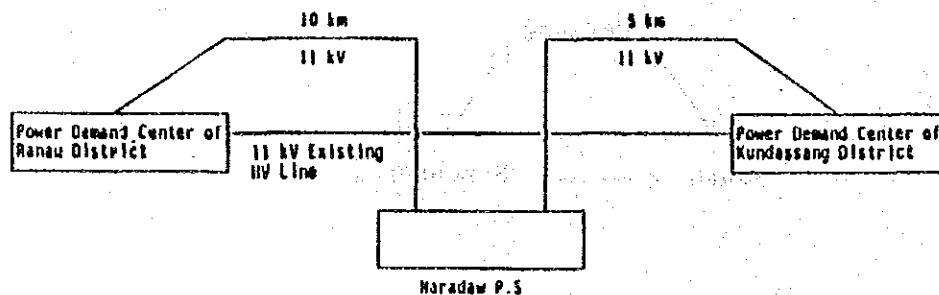 10 km
5 km
11 kV
11 kV
Power Demand Center of
Ranau District
Power Demand Center of
Kundassang District
11 kV Existing
HV Line
Naradaw P.S